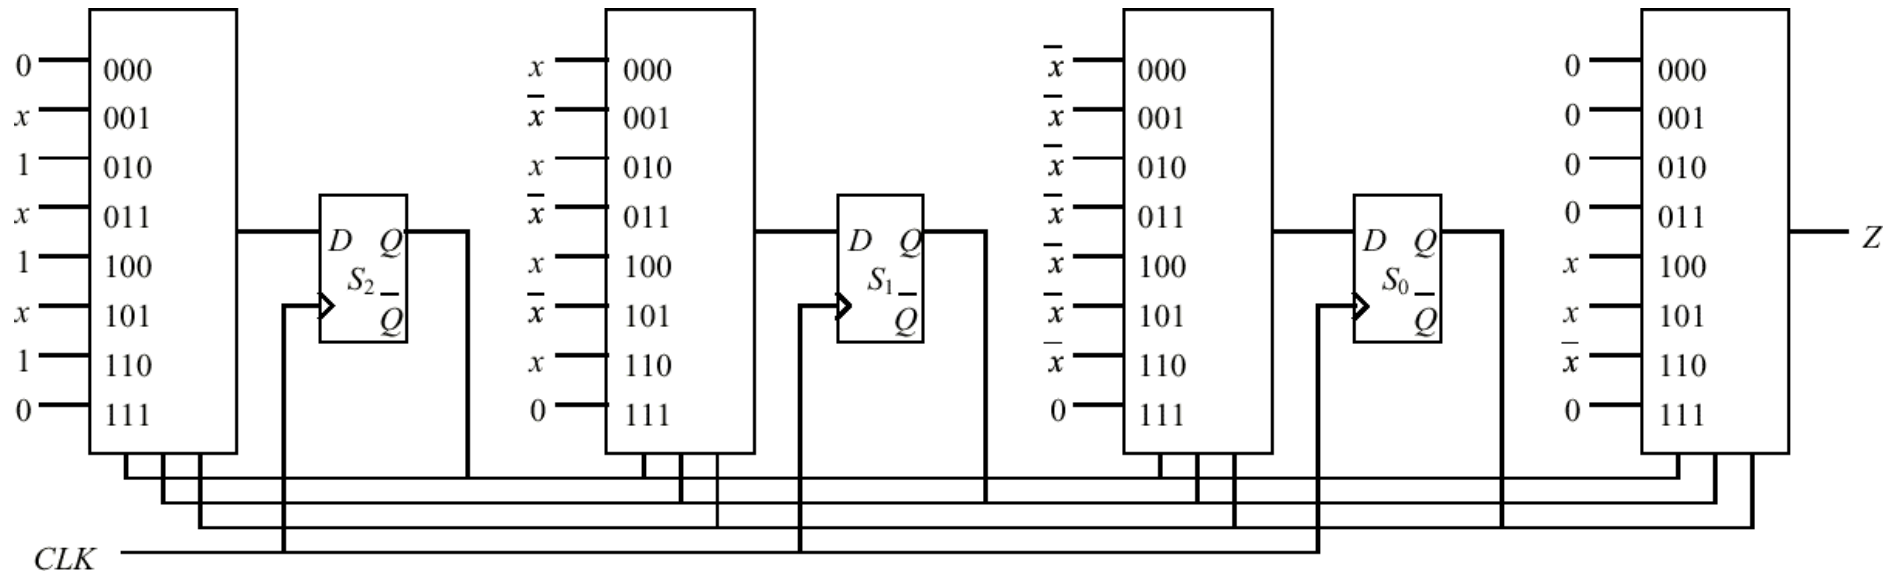 0 000 x 000 x̅ 000 0 000
x 001 x̅ 001 x̅ 001 0 001
1 010 x 010 x̅ 010 0 010
x 011 x̅ 011 x̅ 011 0 011
D Q D Q D Q Z
1 100 x 100 x̅ 100 x 100
S₂ S₁ S₀
x 101 x̅ 101 x̅ 101 x 101
Q̅ Q̅ Q̅
1 110 x 110 x̅ 110 x̅ 110
0 111 0 111 0 111 0 111
CLK